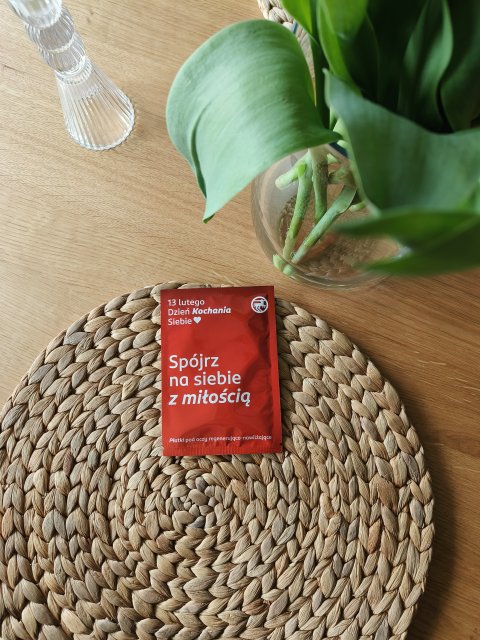 13 lutego
Dzień Kochania
Siebie
Spójrz
na siebie
z miłością
Płatki pod oczy regenerująco-nawilżające